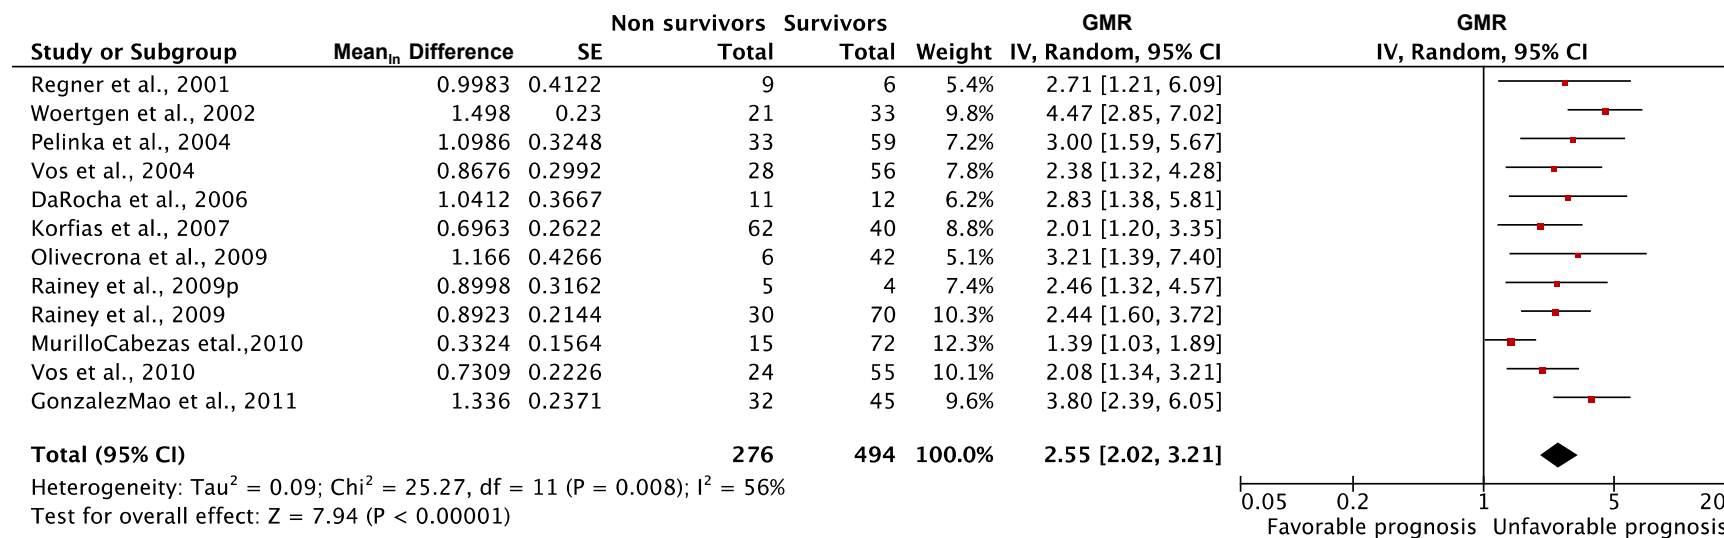 Non survivors Survivors GMR GMR
Study or Subgroup Mean_ln Difference SE Total Total Weight IV, Random, 95% CI IV, Random, 95% CI
Regner et al., 2001 0.9983 0.4122 9 6 5.4% 2.71 [1.21, 6.09]
Woertgen et al., 2002 1.498 0.23 21 33 9.8% 4.47 [2.85, 7.02]
Pelinka et al., 2004 1.0986 0.3248 33 59 7.2% 3.00 [1.59, 5.67]
Vos et al., 2004 0.8676 0.2992 28 56 7.8% 2.38 [1.32, 4.28]
DaRocha et al., 2006 1.0412 0.3667 11 12 6.2% 2.83 [1.38, 5.81]
Korfias et al., 2007 0.6963 0.2622 62 40 8.8% 2.01 [1.20, 3.35]
Olivecrona et al., 2009 1.166 0.4266 6 42 5.1% 3.21 [1.39, 7.40]
Rainey et al., 2009p 0.8998 0.3162 5 4 7.4% 2.46 [1.32, 4.57]
Rainey et al., 2009 0.8923 0.2144 30 70 10.3% 2.44 [1.60, 3.72]
MurilloCabezas etal.,2010 0.3324 0.1564 15 72 12.3% 1.39 [1.03, 1.89]
Vos et al., 2010 0.7309 0.2226 24 55 10.1% 2.08 [1.34, 3.21]
GonzalezMao et al., 2011 1.336 0.2371 32 45 9.6% 3.80 [2.39, 6.05]
Total (95% CI) 276 494 100.0% 2.55 [2.02, 3.21]
Heterogeneity: Tau² = 0.09; Chi² = 25.27, df = 11 (P = 0.008); I² = 56%
Test for overall effect: Z = 7.94 (P < 0.00001)
0.05 0.2 1 5 20
Favorable prognosis Unfavorable prognosis